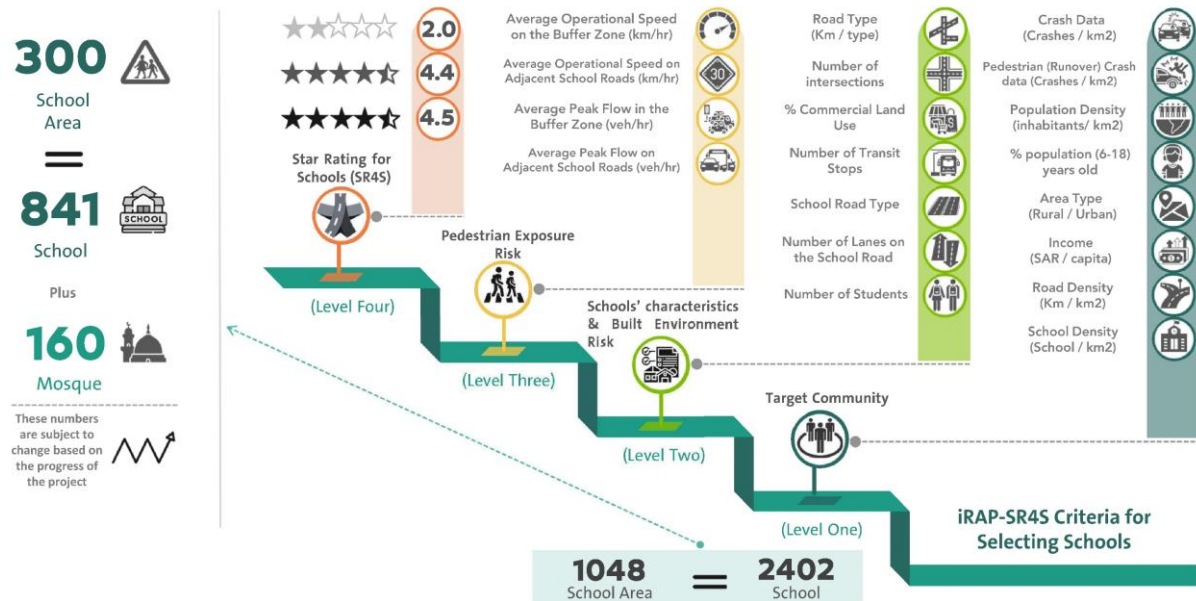 300
School
Area
=
841
SCHOOL
School
Plus
160
Mosque
These numbers
are subject to
change based on
the progress of
the project
2.0
4.4
4.5
Star Rating for
Schools (SR4S)
(Level Four)
Average Operational Speed
on the Buffer Zone (km/hr)
Average Operational Speed on
Adjacent School Roads (km/hr)
30
Average Peak Flow in the
Buffer Zone (veh/hr)
Average Peak Flow on
Adjacent School Roads (veh/hr)
Pedestrian Exposure
Risk
(Level Three)
Road Type
(Km / type)
Number of
intersections
% Commercial Land
Use
Number of Transit
Stops
School Road Type
Number of Lanes on
the School Road
Number of Students
Schools' characteristics
& Built Environment
Risk
(Level Two)
Crash Data
(Crashes / km2)
Pedestrian (Runover) Crash
data (Crashes / km2)
Population Density
(inhabitants/ km2)
% population (6-18)
years old
Area Type
(Rural / Urban)
Income
(SAR / capita)
Road Density
(Km / km2)
School Density
(School / km2)
Target Community
(Level One)
iRAP-SR4S Criteria for
Selecting Schools
1048 = 2402
School Area School